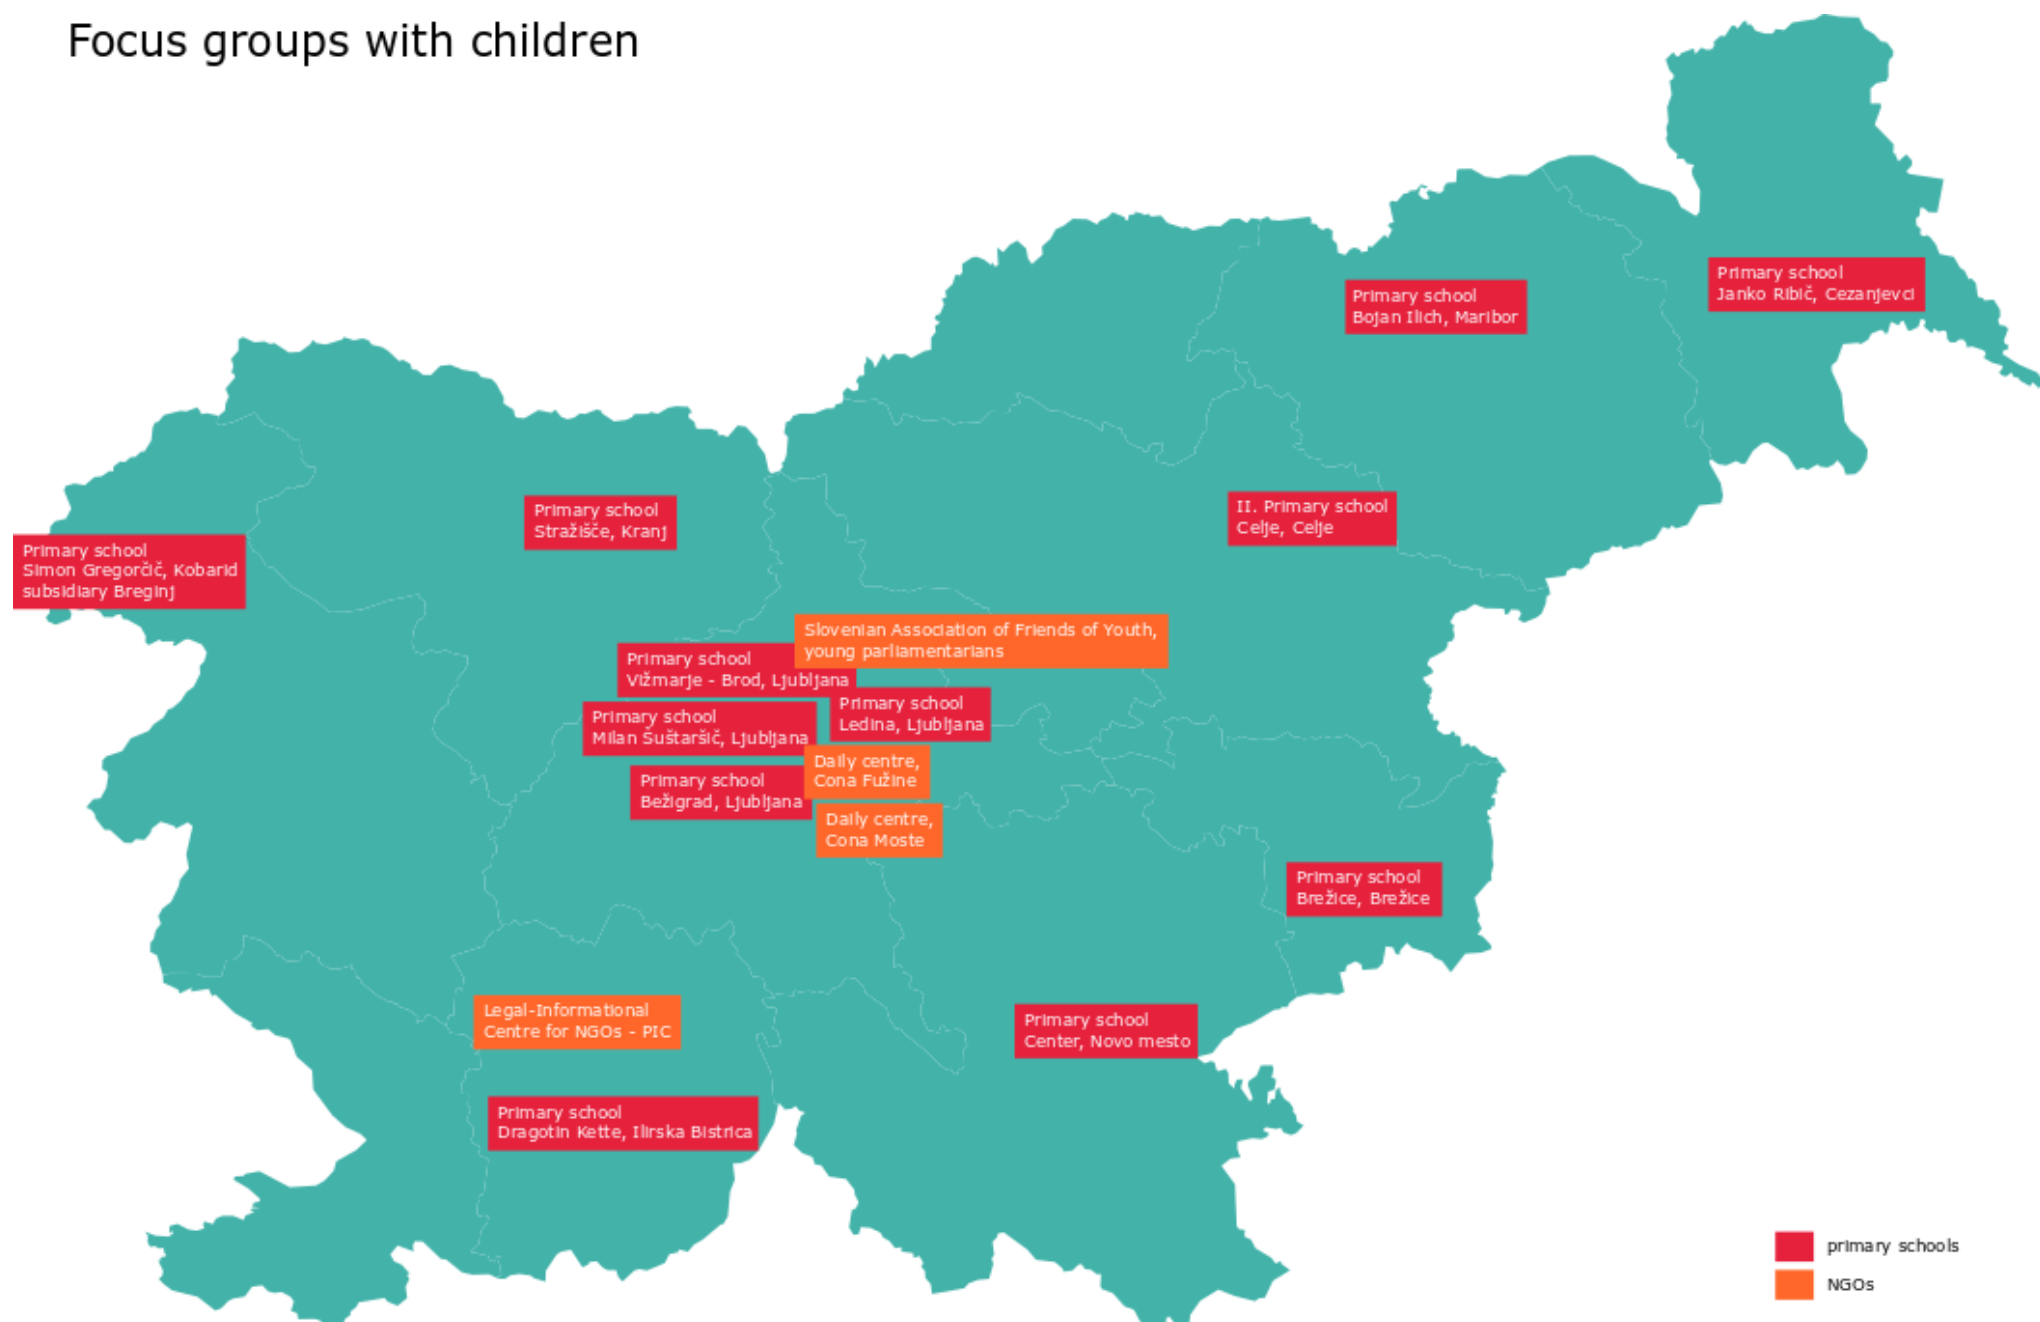 Focus groups with children
Primary school
Janko Ribič, Cezanjevci
Primary school
Bojan Ilich, Maribor
II. Primary school
Celje, Celje
Primary school
Stražišče, Kranj
Primary school
Simon Gregorčič, Kobarid
subsidiary Breginj
Slovenian Association of Friends of Youth,
young parliamentarians
Primary school
Vižmarje - Brod, Ljubljana
Primary school
Ledina, Ljubljana
Primary school
Milan Šuštaršič, Ljubljana
Daily centre,
Cona Fužine
Primary school
Bežigrad, Ljubljana
Daily centre,
Cona Moste
Primary school
Brežice, Brežice
Legal-Informational
Centre for NGOs - PIC
Primary school
Center, Novo mesto
Primary school
Dragotin Kette, Ilirska Bistrica
primary schools
NGOs